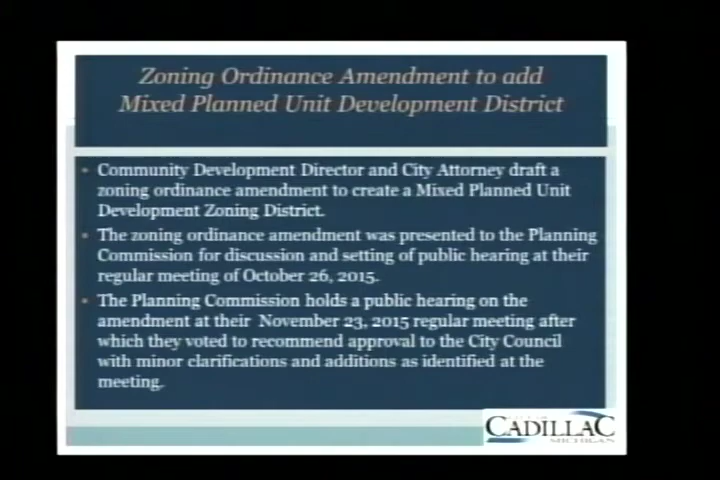 Zoning Ordinance Amendment to add
Mixed Planned Unit Development District
Community Development Director and City Attorney draft a
zoning ordinance amendment to create a Mixed Planned Unit
Development Zoning District.
The zoning ordinance amendment was presented to the Planning
Commission for discussion and setting of public hearing at their
regular meeting of October 26, 2015.
The Planning Commission holds a public hearing on the
amendment at their November 23, 2015 regular meeting after
which they voted to recommend approval to the City Council
with minor clarifications and additions as identified at the
meeting.
CADILLAC
MICHIGAN